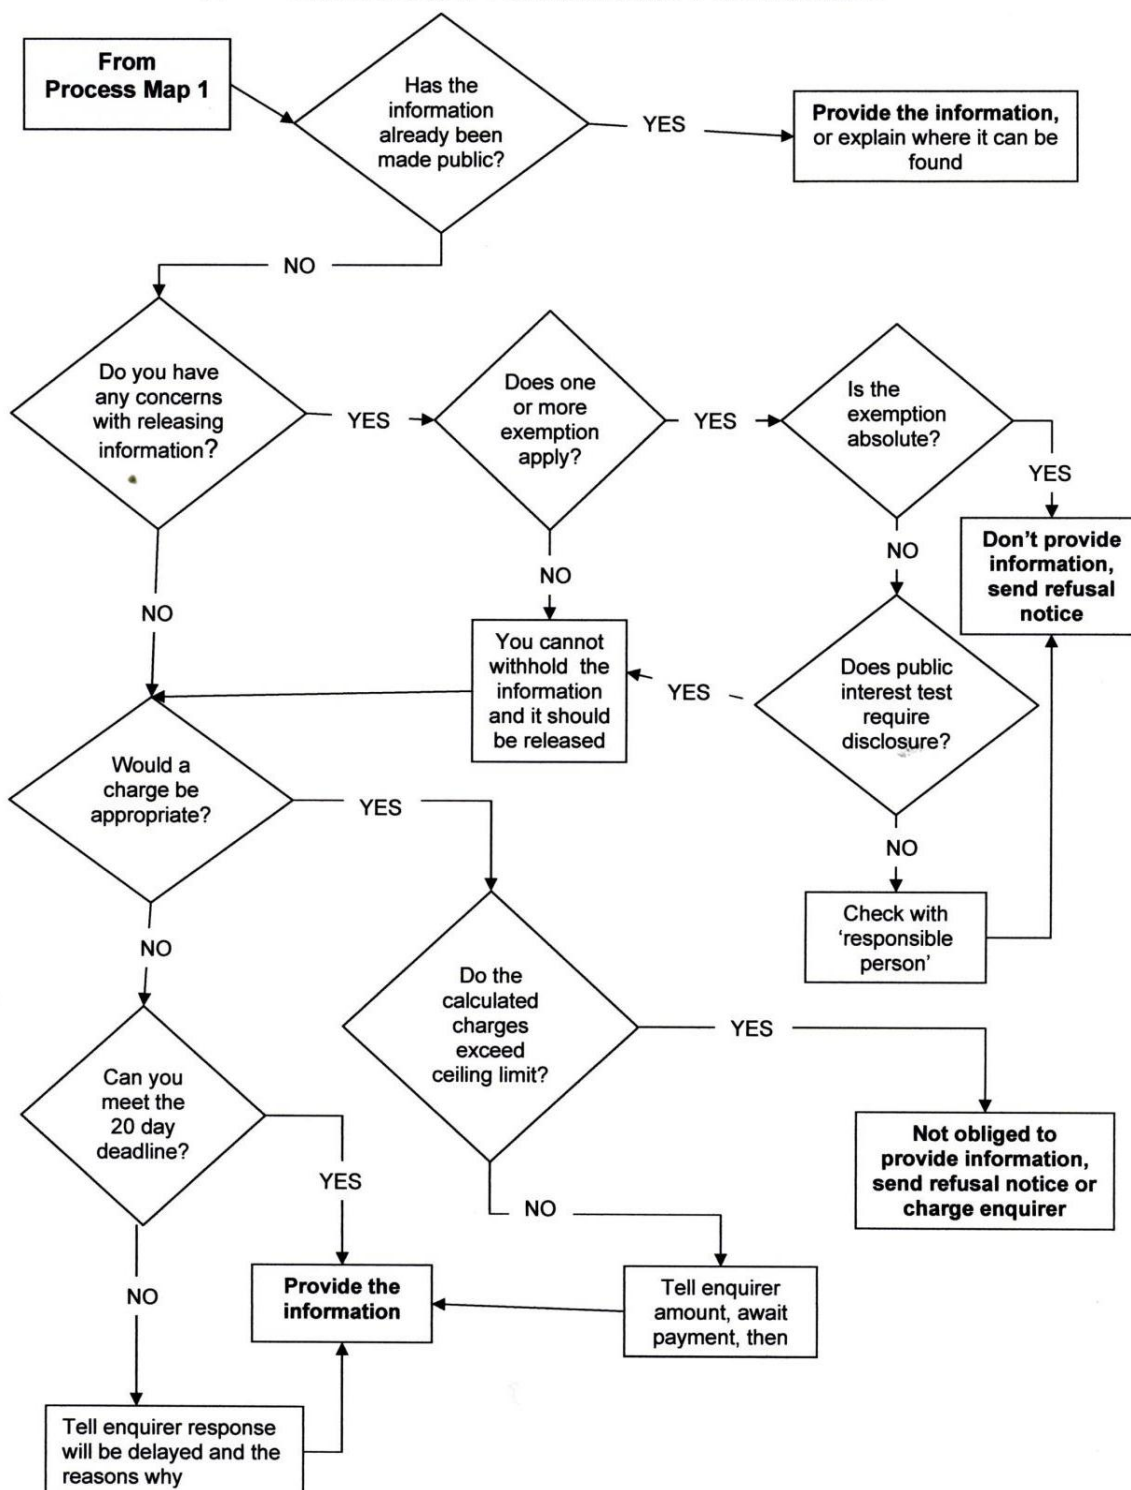 From
Process Map 1
Has the
information
already been
made public?
YES
Provide the information,
or explain where it can be
found
NO
Do you have
any concerns
with releasing
information?
YES
Does one
or more
exemption
apply?
YES
Is the
exemption
absolute?
YES
Don't provide
information,
send refusal
notice
NO
NO
NO
You cannot
withhold the
information
and it should
be released
YES
Does public
interest test
require
disclosure?
Would a
charge be
appropriate?
YES
NO
Check with
'responsible
person'
NO
Do the
calculated
charges
exceed
ceiling limit?
YES
Can you
meet the
20 day
deadline?
YES
Not obliged to
provide information,
send refusal notice or
charge enquirer
NO
NO
Provide the
information
Tell enquirer
amount, await
payment, then
Tell enquirer response
will be delayed and the
reasons why